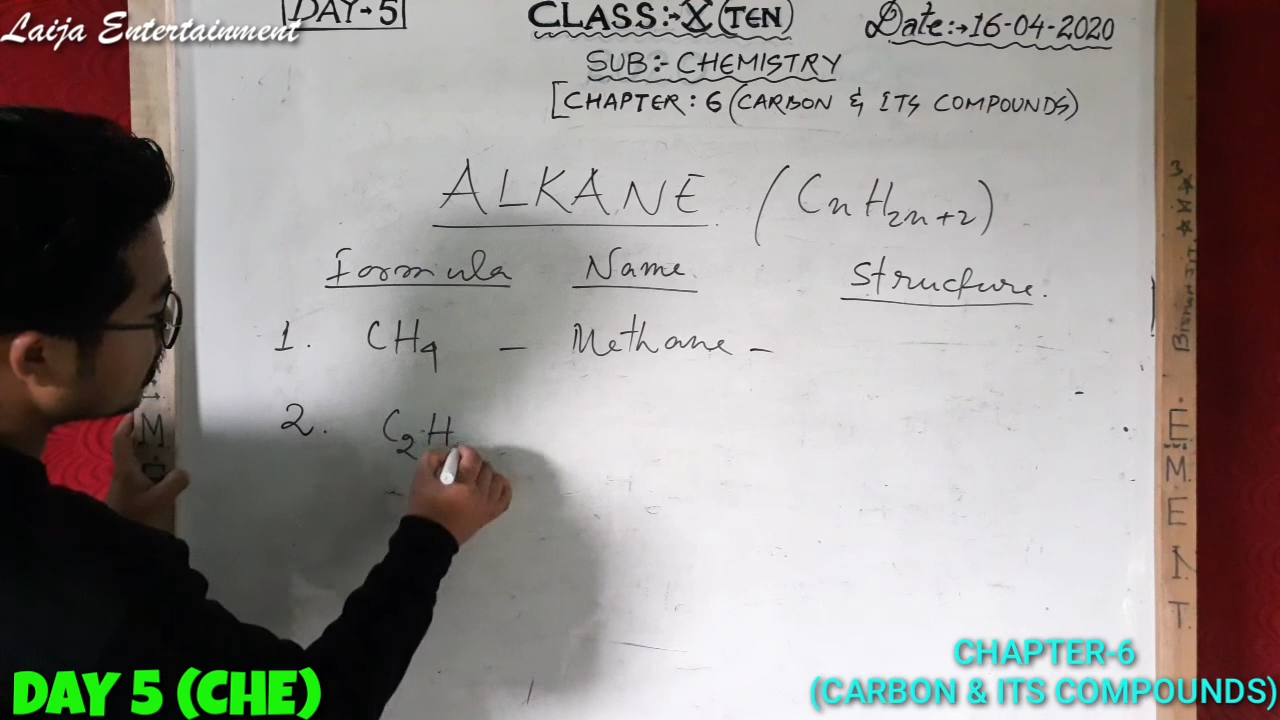 Laija Entertainment
DAY→5
CLASS:→X(TEN)
Date:→16-04-2020
SUB:- CHEMISTRY
[CHAPTER: 6 (CARBON & ITS COMPOUNDS)
ALKANE (CnH2n+2)
Formula Name Structure.
1. CH4 – Methane –
2. C2H
EMENT
CHAPTER-6
(CARBON & ITS COMPOUNDS)
DAY 5 (CHE)